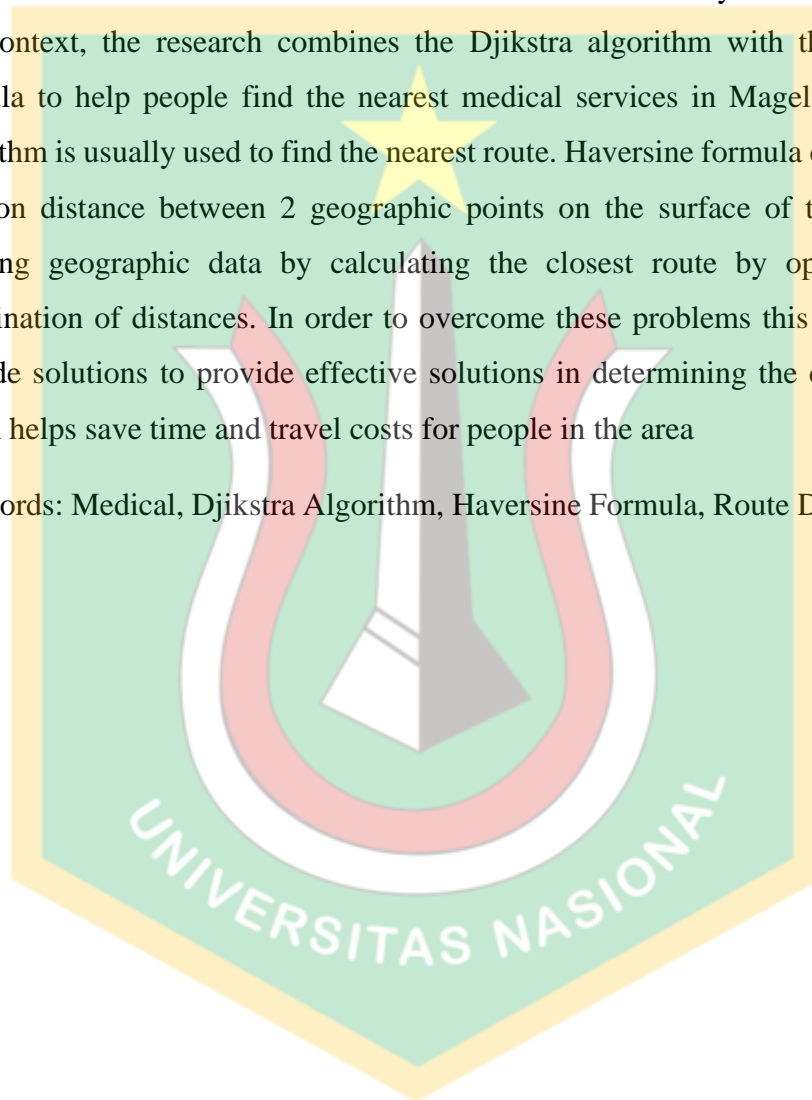 ontext, the research combines the Djikstra algorithm with th
la to help people find the nearest medical services in Magel
thm is usually used to find the nearest route. Haversine formula
on distance between 2 geographic points on the surface of t
ng geographic data by calculating the closest route by op
ination of distances. In order to overcome these problems this
de solutions to provide effective solutions in determining the
helps save time and travel costs for people in the area
ords: Medical, Djikstra Algorithm, Haversine Formula, Route D
UNIVERSITAS NASIONAL